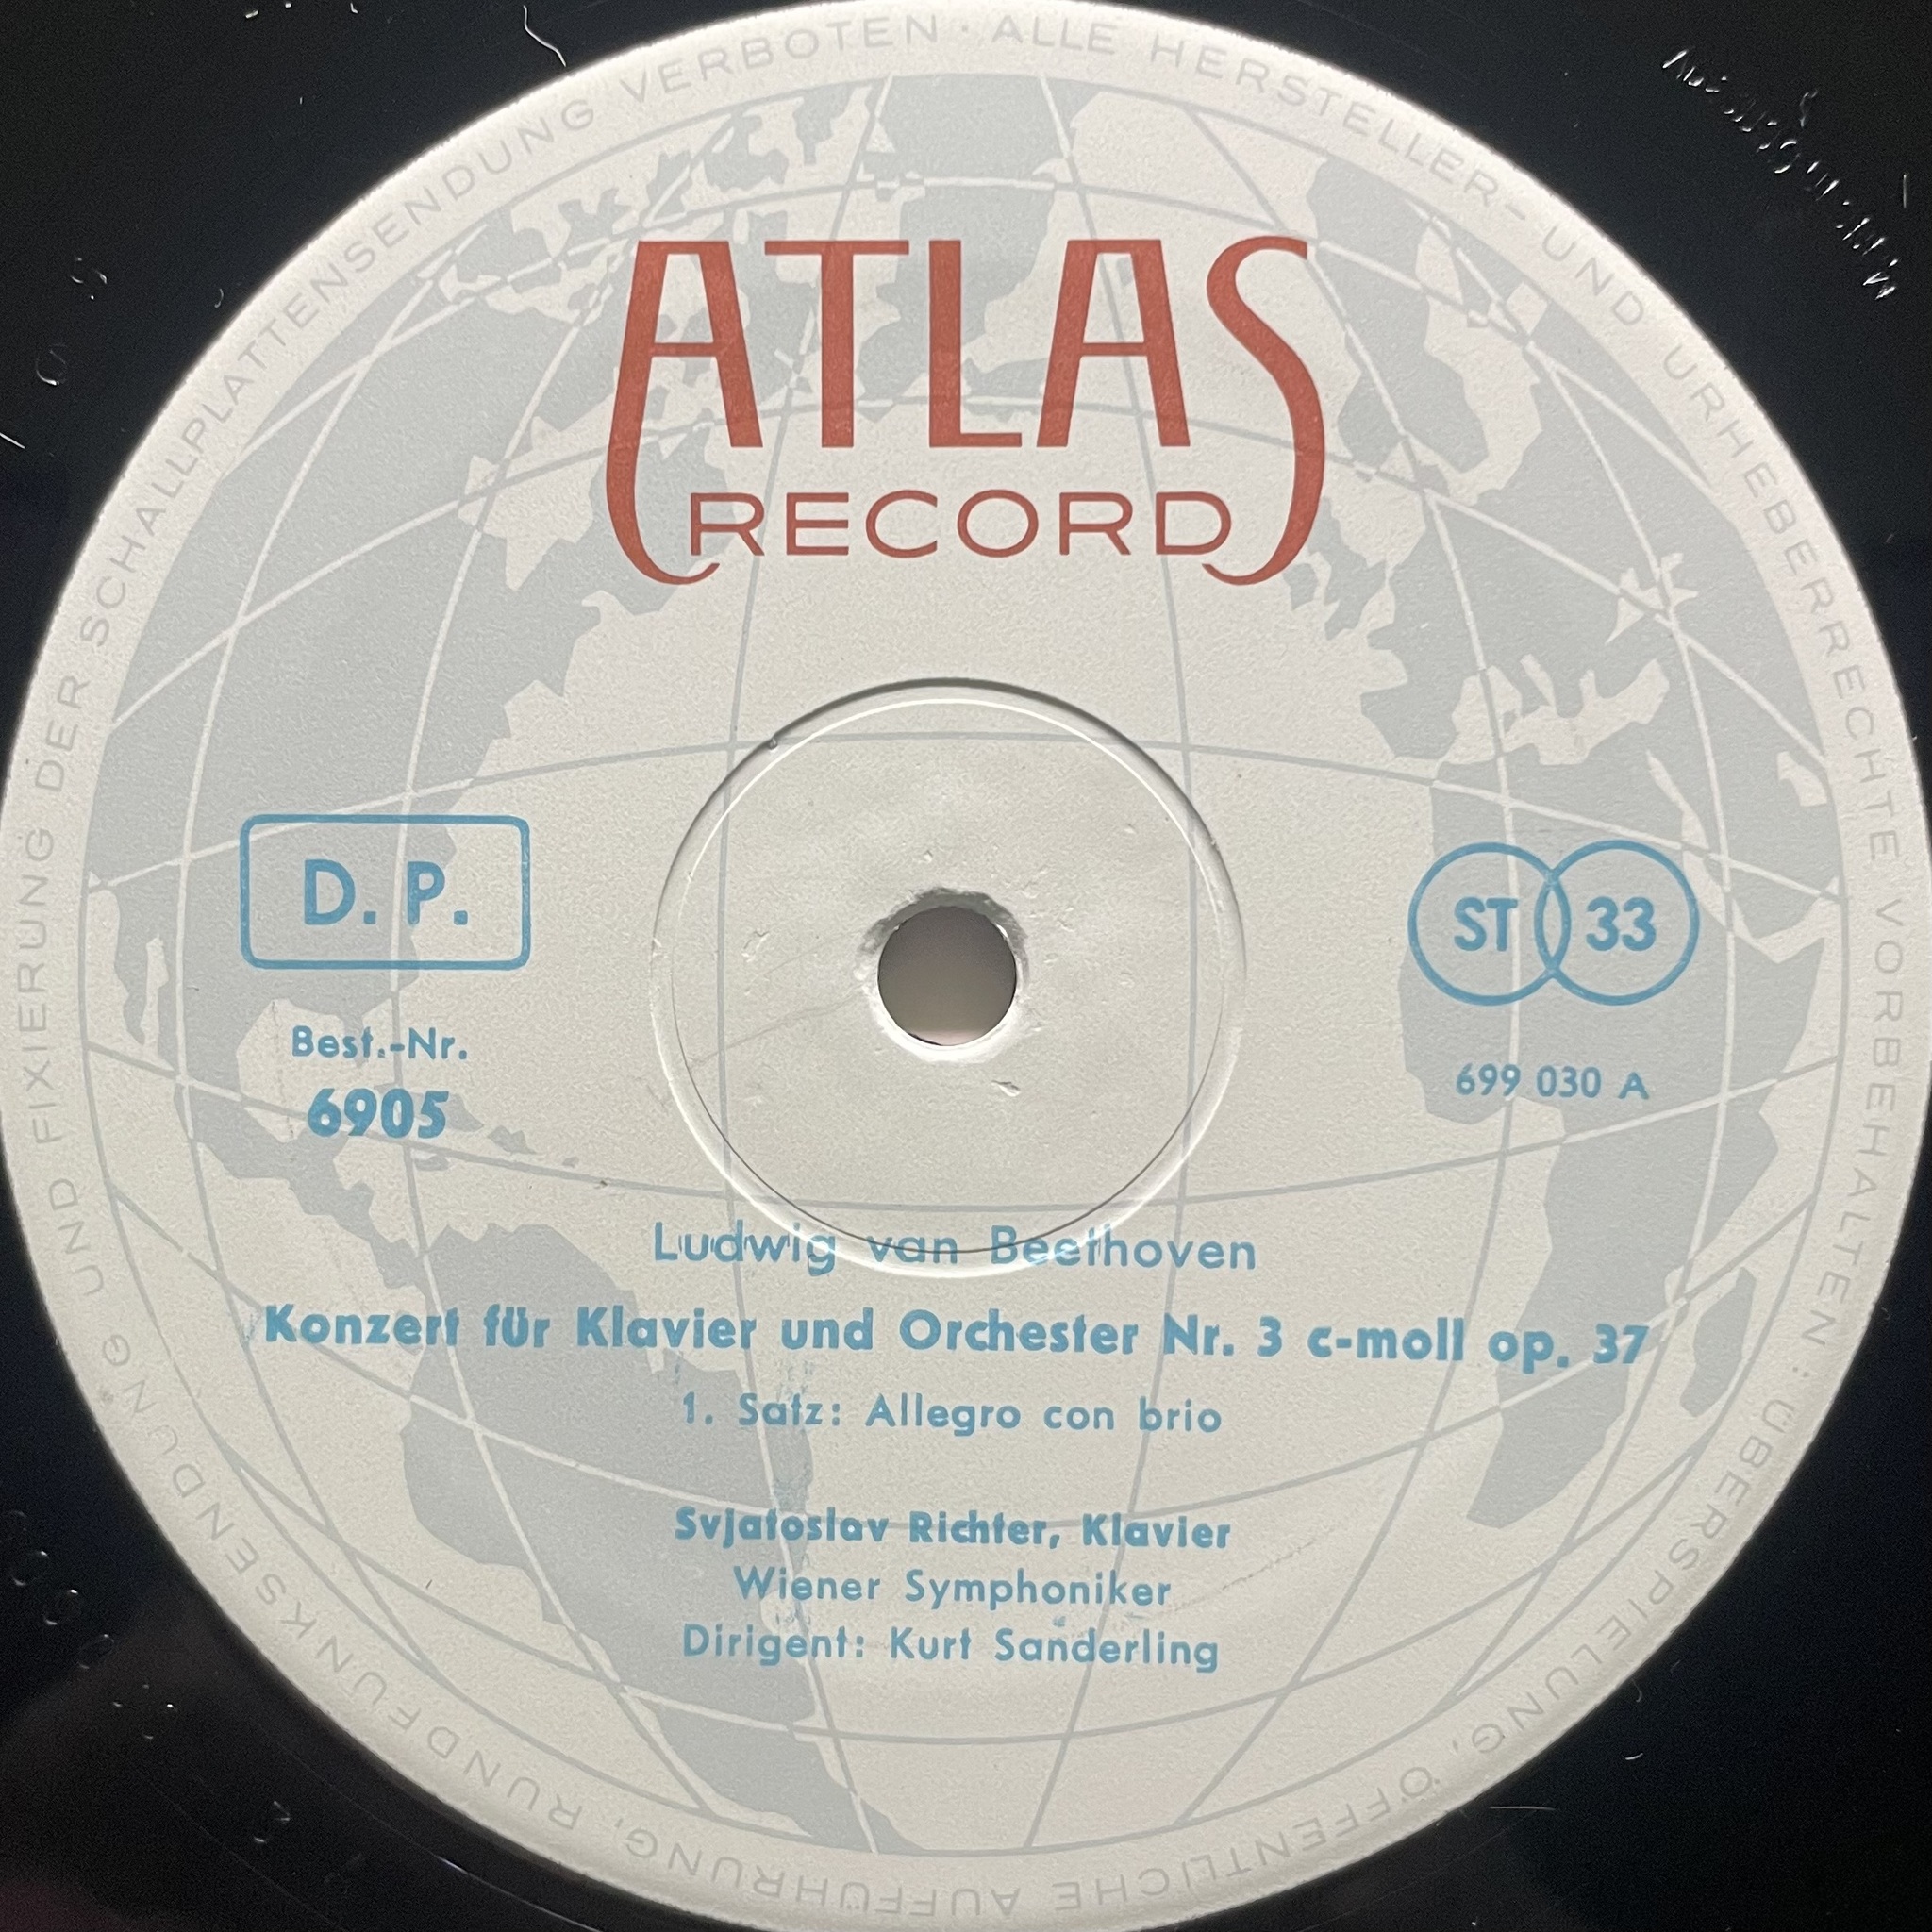 ALLE HERSTELLER- UND URHEBERRECHTE VORBEHALTEN : ÜBERSPIELUNG, ÖFFENTLICHE AUFFÜHRUNG, RUNDFUNKSENDUNG UND FIXIERUNG DER SCHALLPLATTENSENDUNG VERBOTEN ·
ATLAS
RECORD
D. P.
ST 33
Best.-Nr.
6905
699 030 A
Ludwig van Beethoven
Konzert für Klavier und Orchester Nr. 3 c-moll op. 37
1. Satz: Allegro con brio
Svjatoslav Richter, Klavier
Wiener Symphoniker
Dirigent: Kurt Sanderling